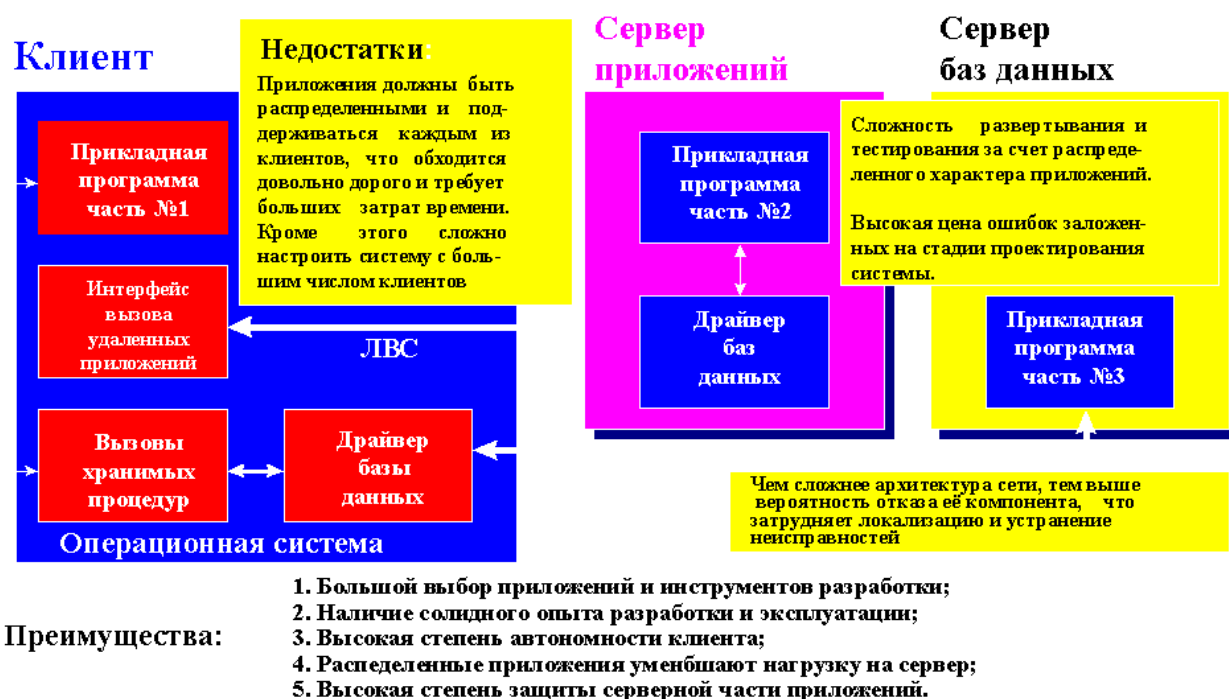 Клиент
Недостатки:
Приложения должны быть
распределенными и под-
держиваться каждым из
клиентов, что обходится
довольно дорого и требует
больших затрат времени.
Кроме этого сложно
настроить систему с боль-
шим числом клиентов
Прикладная
программа
часть №1
Интерфейс
вызова
удаленных
приложений
ЛВС
Вызовы
хранимых
процедур
Драйвер
базы
данных
Операционная система
Сервер
приложений
Прикладная
программа
часть №2
Драйвер
баз
данных
Сервер
баз данных
Сложность развертывания и
тестирования за счет распреде-
ленного характера приложений.
Высокая цена ошибок заложен-
ных на стадии проектирования
системы.
Прикладная
программа
часть №3
Чем сложнее архитектура сети, тем выше
вероятность отказа её компонента, что
затрудняет локализацию и устранение
неисправностей
Преимущества:
1. Большой выбор приложений и инструментов разработки;
2. Наличие солидного опыта разработки и эксплуатации;
3. Высокая степень автономности клиента;
4. Распеделенные приложения уменбшают нагрузку на сервер;
5. Высокая степень защиты серверной части приложений.